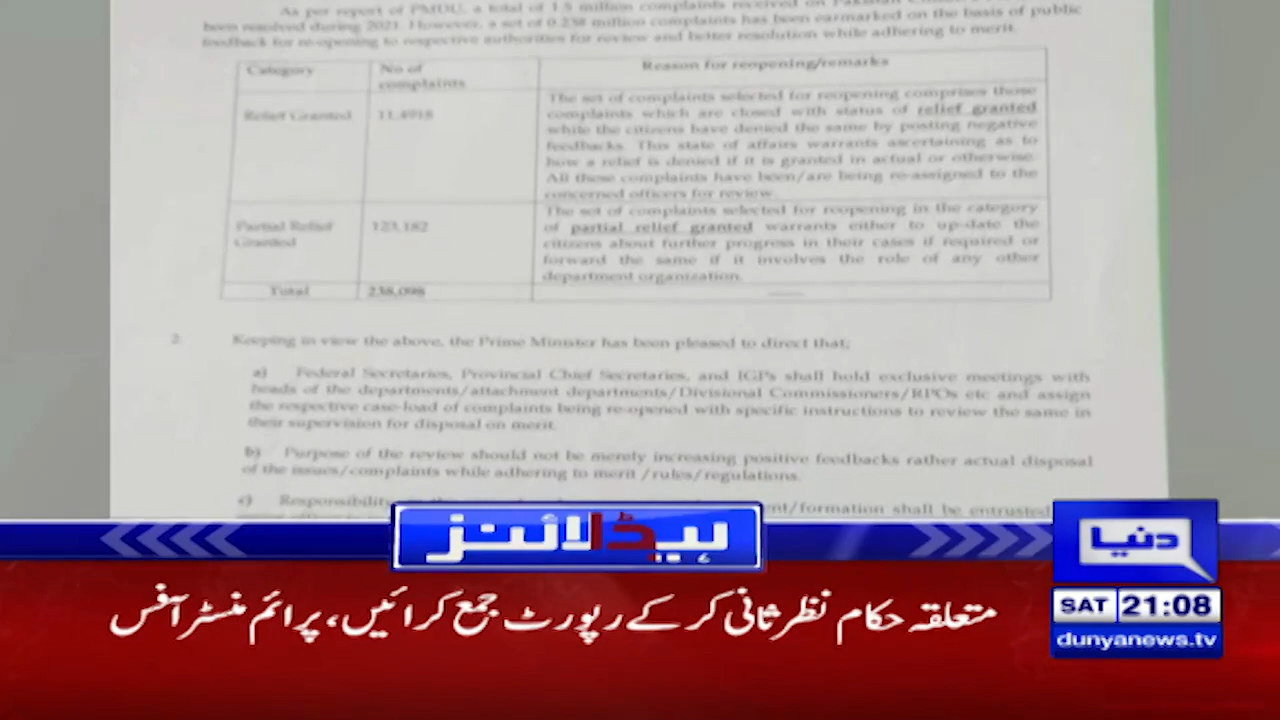 As per report of PMDU, a total of 1.5 million complaints received on Pakistan
been resolved during 2021. However, a set of 0.238 million complaints has been earmarked on the basis of public
feedback for re-opening to respective authorities for review and better resolution while adhering to merit.
Category
No of
complaints
Reason for reopening/remarks
Relief Granted
11,4918
The set of complaints selected for reopening comprises those
complaints which are closed with status of relief granted
while the citizens have denied the same by posting negative
feedbacks. This state of affairs warrants ascertaining as to
how a relief is denied if it is granted in actual or otherwise.
All these complaints have been/are being re-assigned to the
concerned officers for review.
Partial Relief
Granted
123,182
The set of complaints selected for reopening in the category
of partial relief granted warrants either to up-date the
citizens about further progress in their cases if required or
forward the same if it involves the role of any other
department organization.
Total
238,098
2. Keeping in view the above, the Prime Minister has been pleased to direct that;
a) Federal Secretaries, Provincial Chief Secretaries, and IGPs shall hold exclusive meetings with
heads of the departments/attachment departments/Divisional Commissioners/RPOs etc and assign
the respective case-load of complaints being re-opened with specific instructions to review the same in
their supervision for disposal on merit.
b) Purpose of the review should not be merely increasing positive feedbacks rather actual disposal
of the issues/complaints while adhering to merit /rules/regulations.
c) Responsibility
nt/formation shall be entrusted
ہیڈلائنز
دنیا
SAT 21:08
dunyanews.tv
متعلقہ حکام نظرثانی کر کے رپورٹ جمع کرائیں، پرائم منسٹر آفس